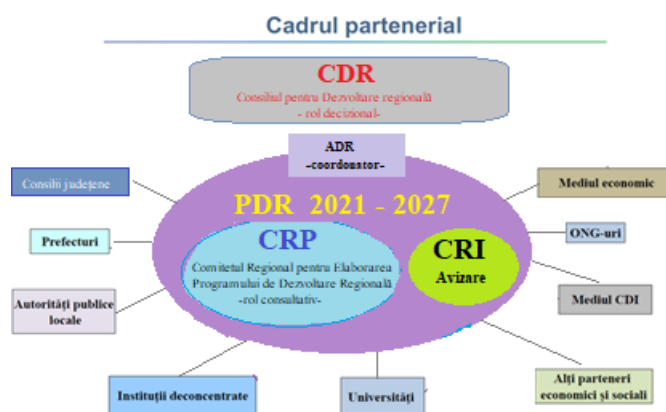 Cadrul partenerial
CDR
Consiliul pentru Dezvoltare regională
- rol decizional-
ADR
-coordonator-
Consilii județene
Mediul economic
PDR 2021 - 2027
Prefecturi
ONG-uri
CRP
Comitetul Regional pentru Elaborarea
Programului de Dezvoltare Regională
-rol consultativ-
CRI
Avizare
Autorități publice
locale
Mediul CDI
Instituții deconcentrate
Universități
Alți parteneri
economici și sociali